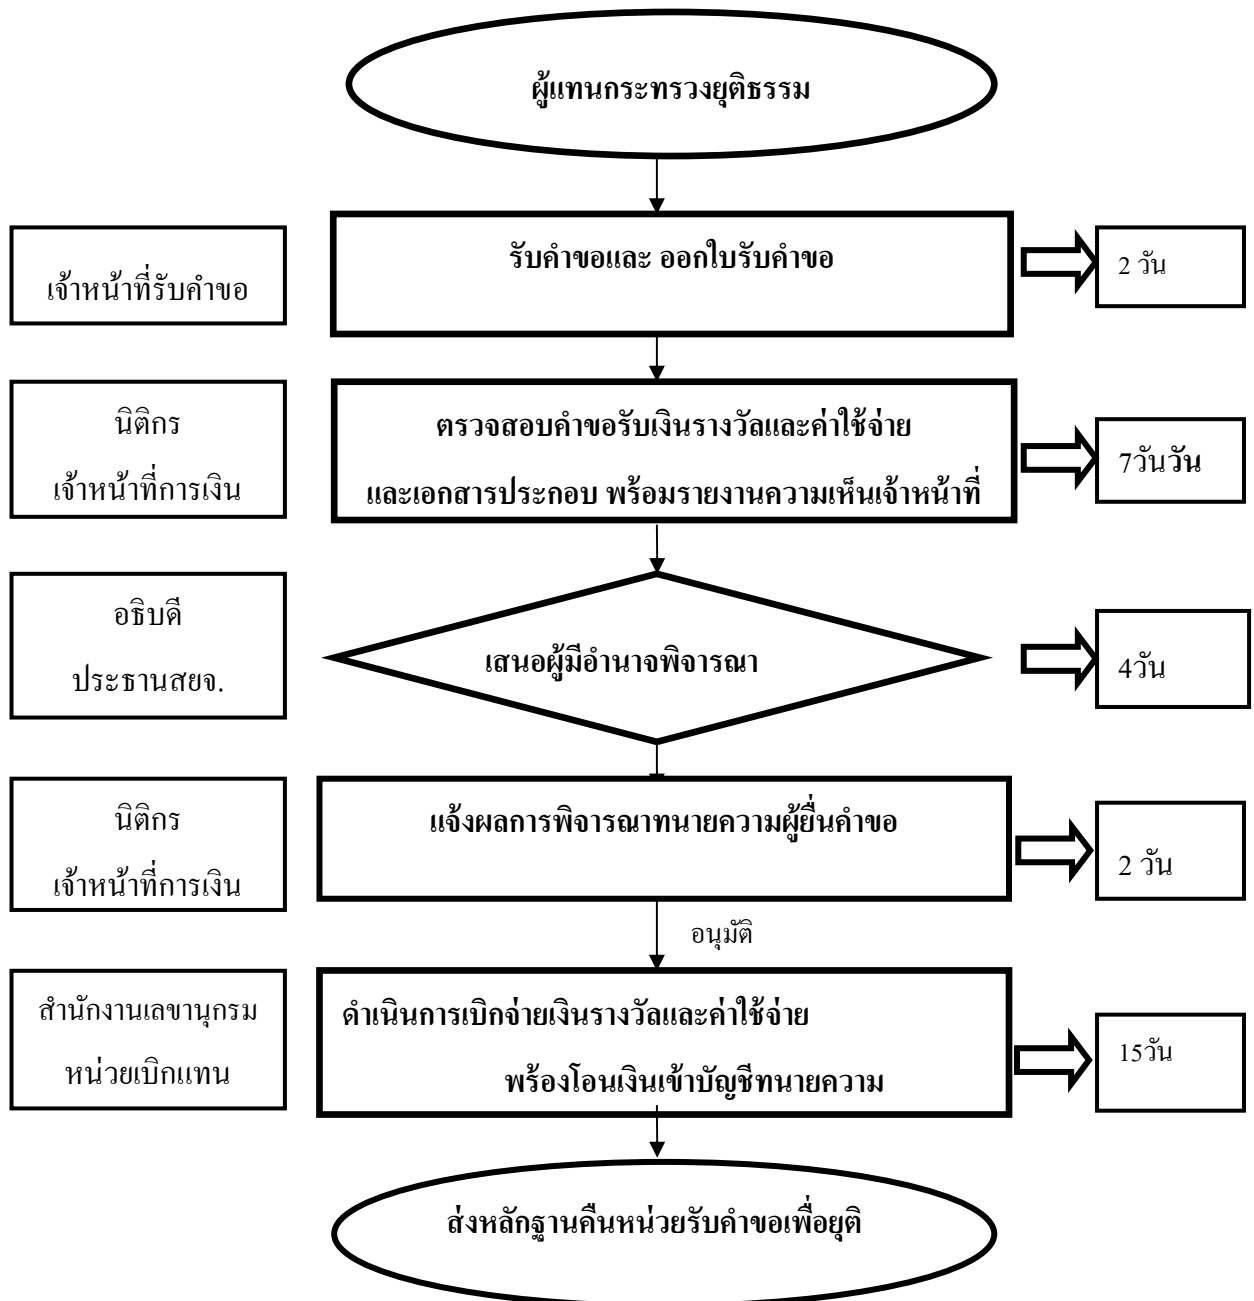 ผู้แทนกระทรวงยุติธรรม
เจ้าหน้าที่รับคำขอ
รับคำขอและ ออกใบรับคำขอ
2 วัน
นิติกร
เจ้าหน้าที่การเงิน
ตรวจสอบคำขอรับเงินรางวัลและค่าใช้จ่าย
และเอกสารประกอบ พร้อมรายงานความเห็นเจ้าหน้าที่
7วันวัน
อธิบดี
ประธานสยจ.
เสนอผู้มีอำนาจพิจารณา
4วัน
นิติกร
เจ้าหน้าที่การเงิน
แจ้งผลการพิจารณาทนายความผู้ยื่นคำขอ
2 วัน
อนุมัติ
สำนักงานเลขานุกรม
หน่วยเบิกแทน
ดำเนินการเบิกจ่ายเงินรางวัลและค่าใช้จ่าย
พร้องโอนเงินเข้าบัญชีทนายความ
15วัน
ส่งหลักฐานคืนหน่วยรับคำขอเพื่อยุติ